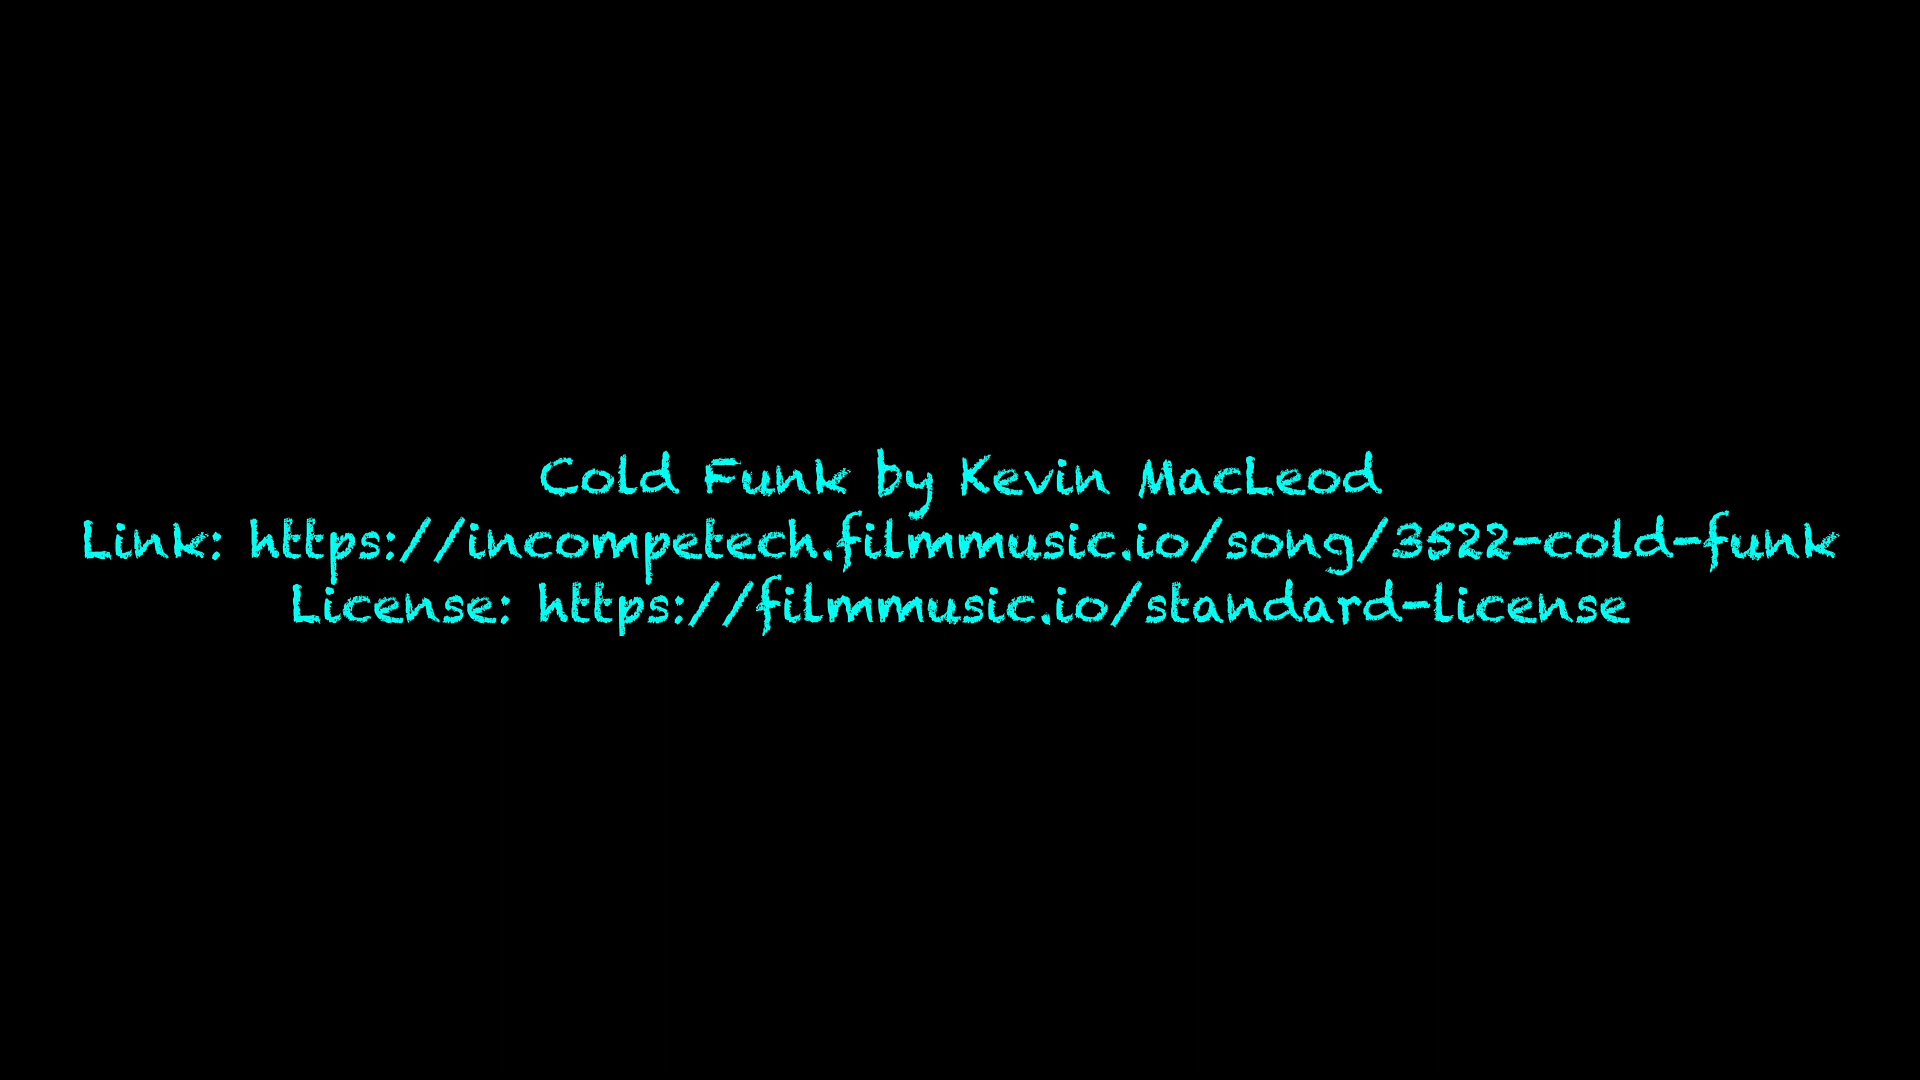 Cold Funk by Kevin MacLeod
Link: https://incompetech.filmmusic.io/song/3522-cold-funk
License: https://filmmusic.io/standard-license